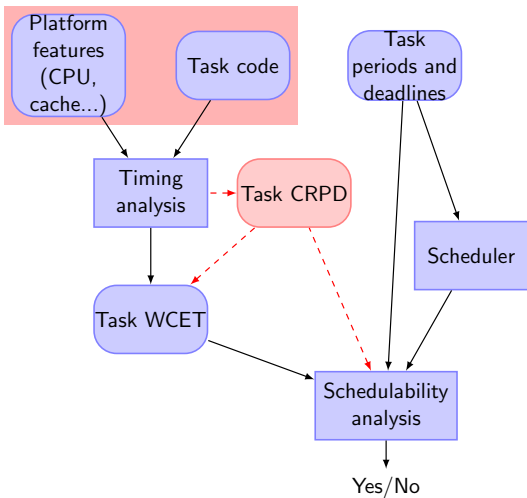 Platform
features
(CPU,
cache...)
Task code
Task
periods and
deadlines
Timing
analysis
Task CRPD
Scheduler
Task WCET
Schedulability
analysis
Yes/No